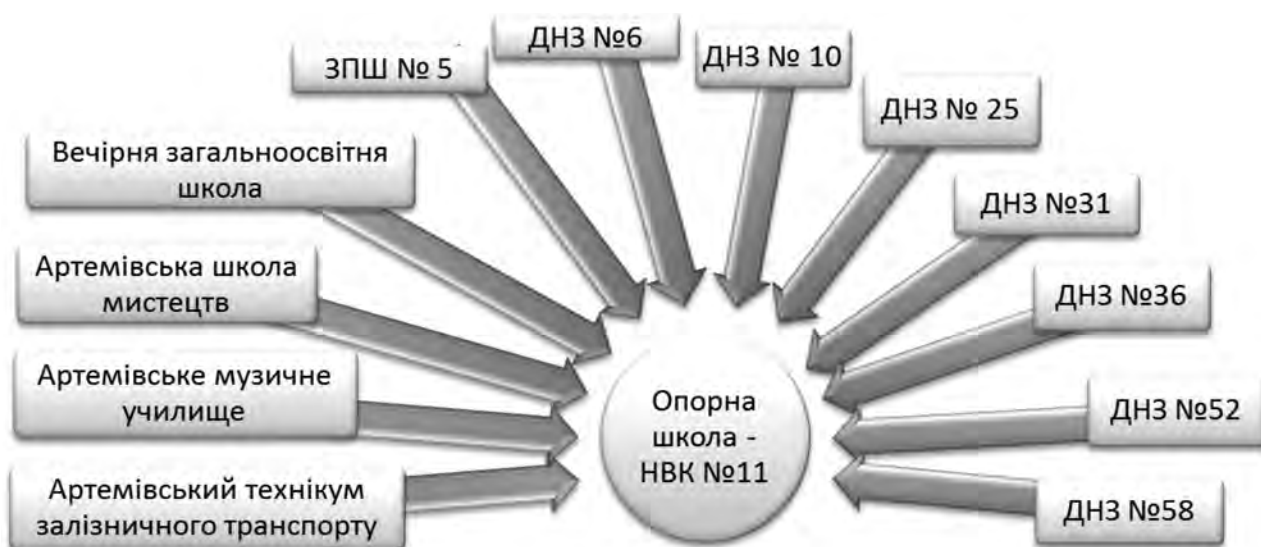 ДНЗ №6
ДНЗ № 10
ЗПШ № 5
ДНЗ № 25
Вечірня загальноосвітня
школа
ДНЗ №31
Артемівська школа
мистецтв
ДНЗ №36
Артемівське музичне
училище
Опорна
школа -
НВК №11
ДНЗ №52
Артемівський технікум
залізничного транспорту
ДНЗ №58